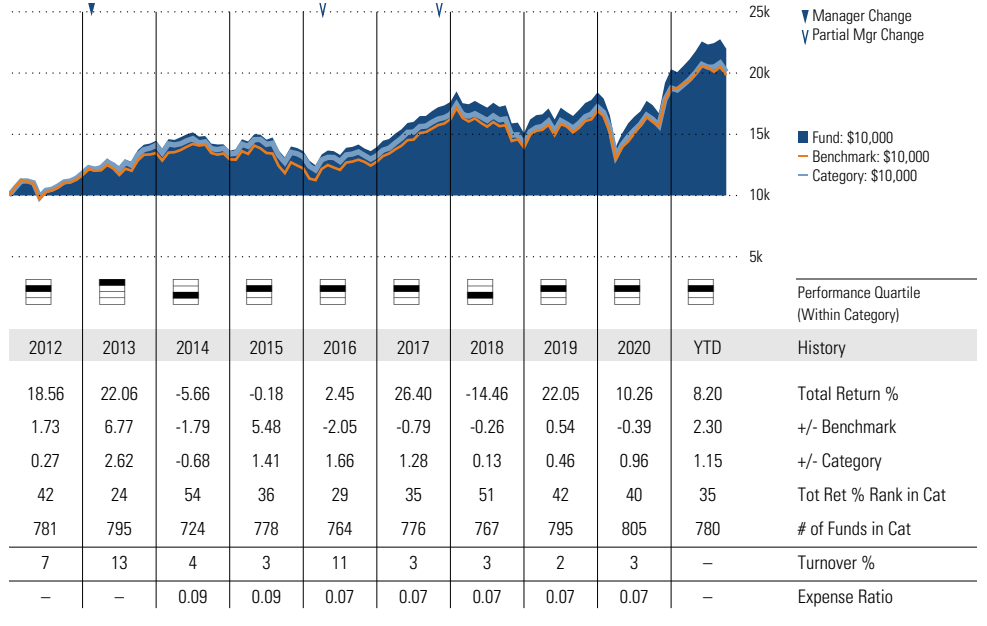 25k
20k
15k
10k
5k
Manager Change
Partial Mgr Change
Fund: $10,000
Benchmark: $10,000
Category: $10,000
Performance Quartile
(Within Category)
2012 2013 2014 2015 2016 2017 2018 2019 2020 YTD History
18.56 22.06 -5.66 -0.18 2.45 26.40 -14.46 22.05 10.26 8.20 Total Return %
1.73 6.77 -1.79 5.48 -2.05 -0.79 -0.26 0.54 -0.39 2.30 +/- Benchmark
0.27 2.62 -0.68 1.41 1.66 1.28 0.13 0.46 0.96 1.15 +/- Category
42 24 54 36 29 35 51 42 40 35 Tot Ret % Rank in Cat
781 795 724 778 764 776 767 795 805 780 # of Funds in Cat
7 13 4 3 11 3 3 2 3 – Turnover %
– – 0.09 0.09 0.07 0.07 0.07 0.07 0.07 – Expense Ratio